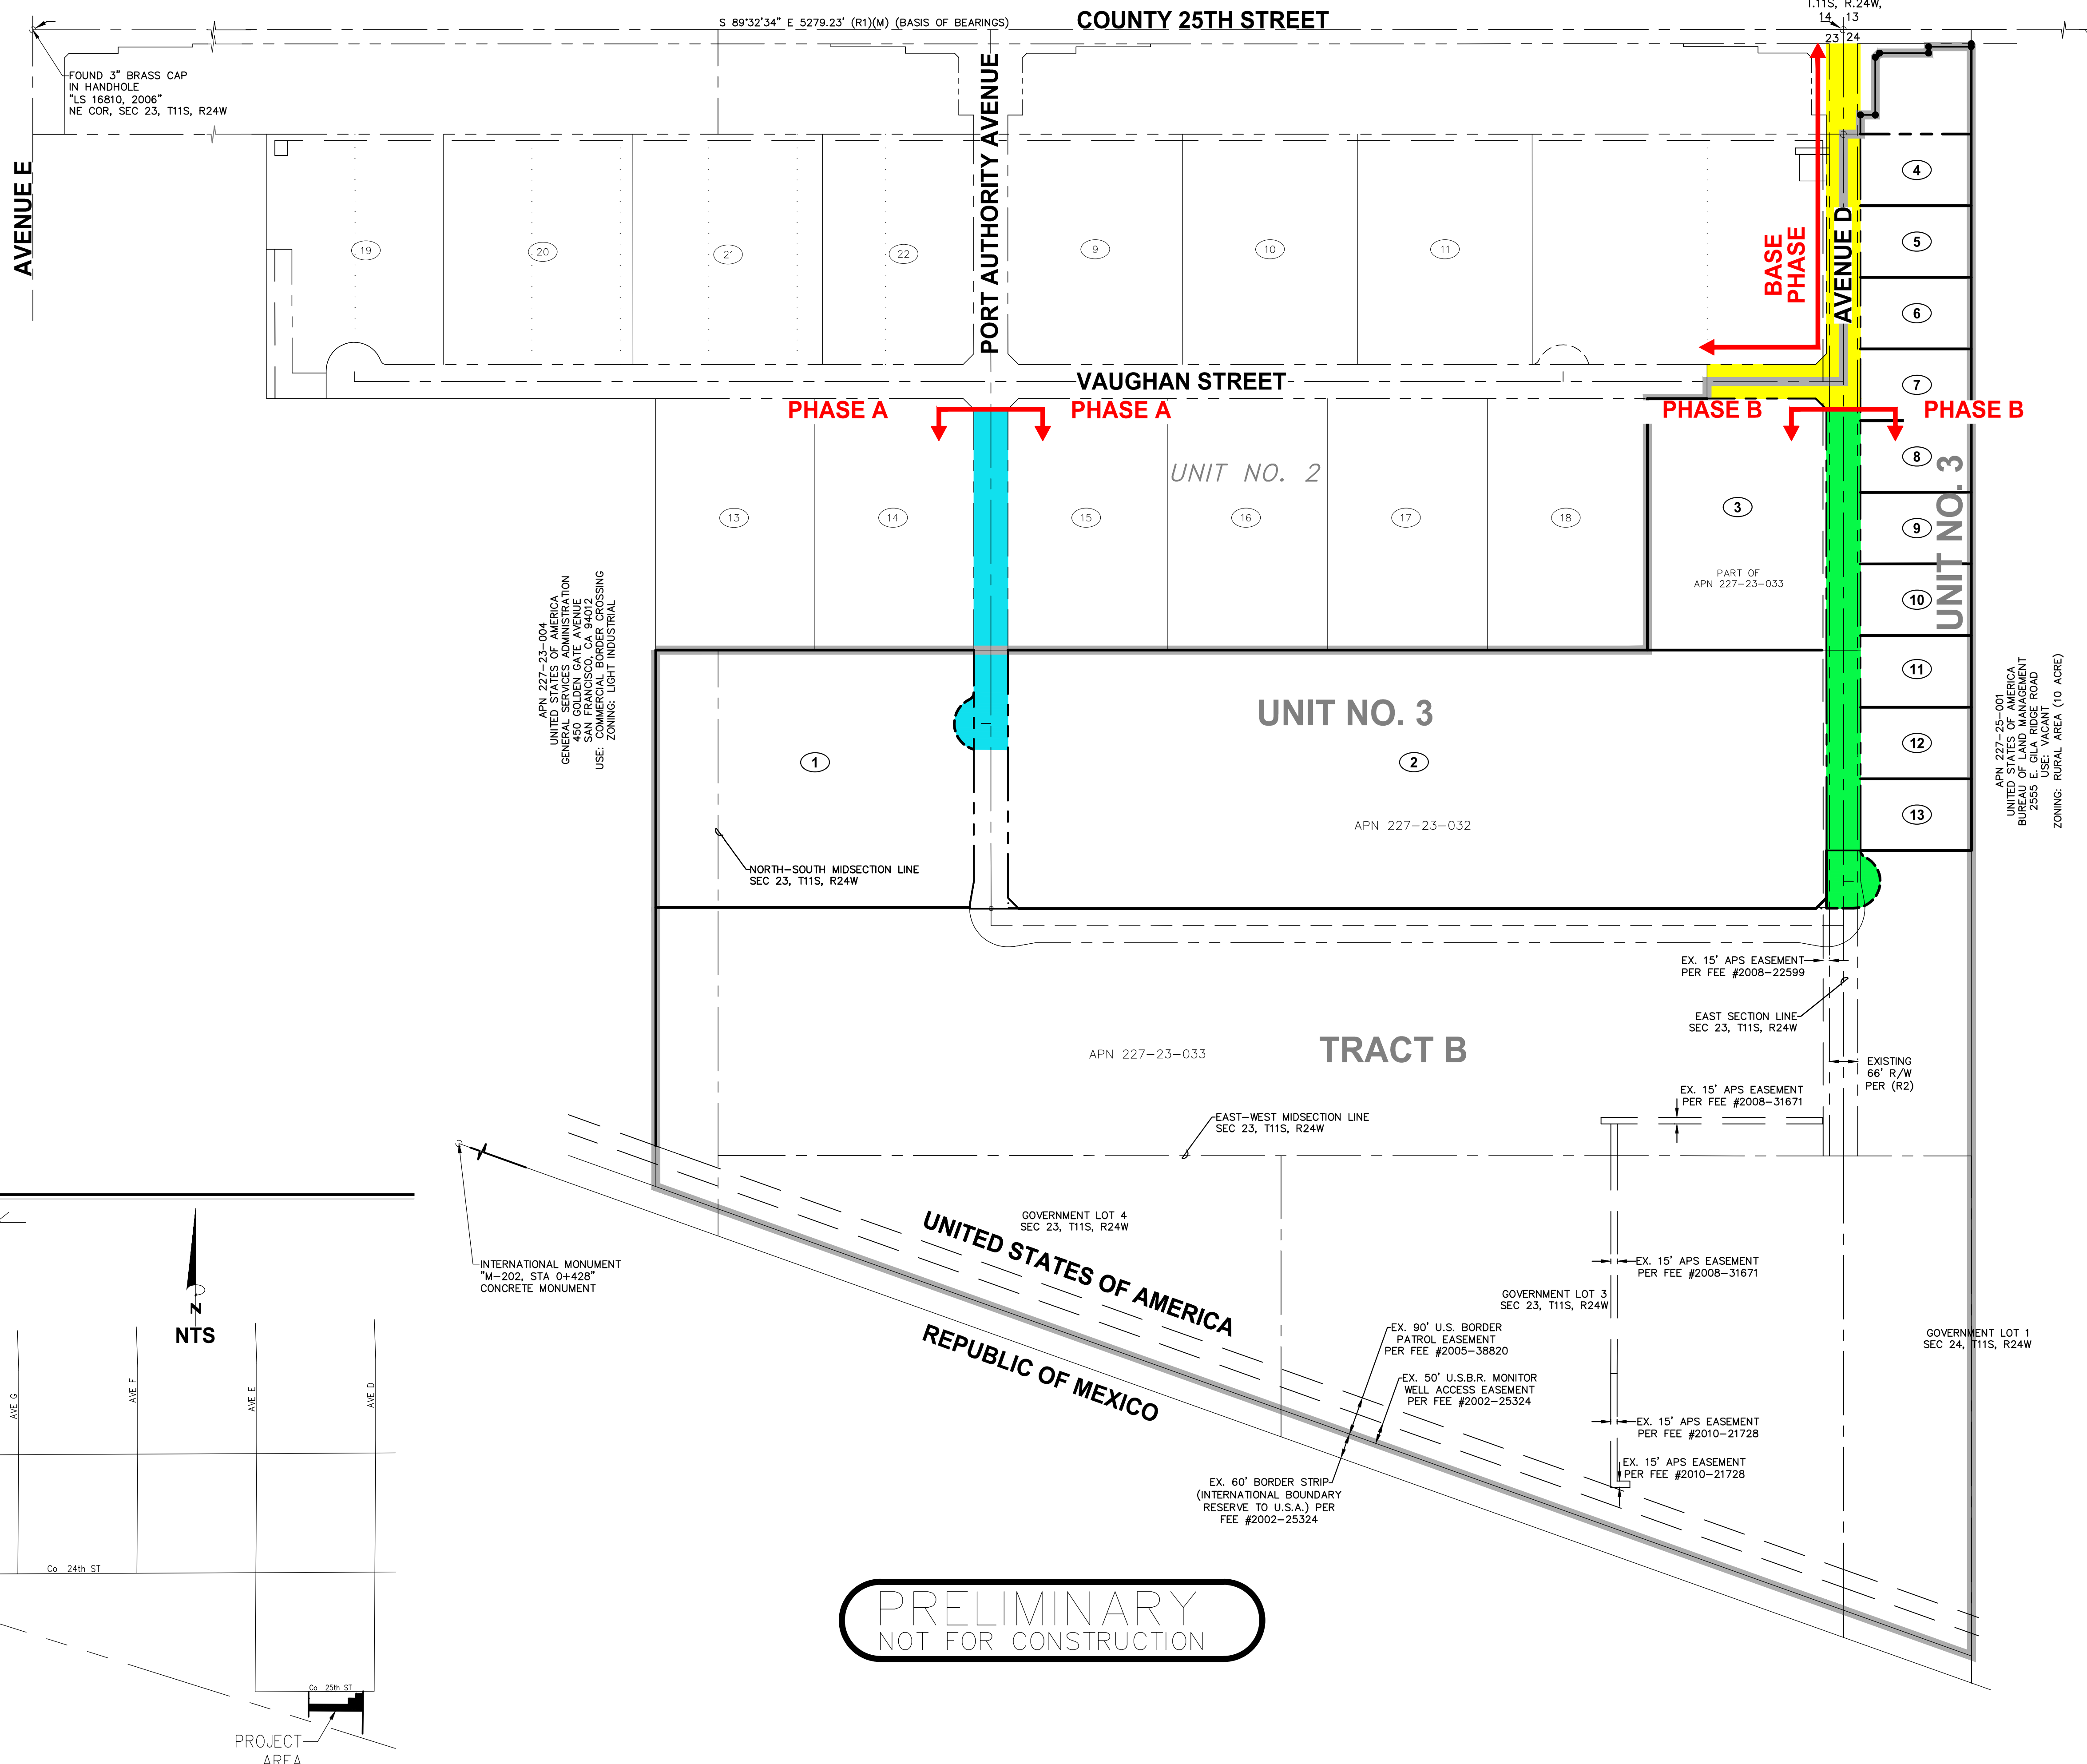 S 89°32'34" E 5279.23' (R1)(M) (BASIS OF BEARINGS)
COUNTY 25TH STREET
T.11S, R.24W,
14 13
23 24
FOUND 3" BRASS CAP
IN HANDHOLE
"LS 16810, 2006"
NE COR, SEC 23, T11S, R24W
AVENUE E
PORT AUTHORITY AVENUE
AVENUE D
BASE
PHASE
19
20
21
22
9
10
11
4
5
6
7
VAUGHAN STREET
PHASE A
PHASE A
PHASE B
PHASE B
UNIT NO. 2
13
14
15
16
17
18
3
PART OF
APN 227-23-033
8
9
10
11
12
13
UNIT NO. 3
APN 227-23-004
UNITED STATES OF AMERICA
GENERAL SERVICES ADMINISTRATION
450 GOLDEN GATE AVENUE
SAN FRANCISCO, CA 94012
USE: COMMERCIAL BORDER CROSSING
ZONING: LIGHT INDUSTRIAL
APN 227-25-001
UNITED STATES OF AMERICA
BUREAU OF LAND MANAGEMENT
2555 E. GILA RIDGE ROAD
USE: VACANT
ZONING: RURAL AREA (10 ACRE)
UNIT NO. 3
1
2
APN 227-23-032
NORTH-SOUTH MIDSECTION LINE
SEC 23, T11S, R24W
EX. 15' APS EASEMENT
PER FEE #2008-22599
EAST SECTION LINE
SEC 23, T11S, R24W
APN 227-23-033
TRACT B
EXISTING
66' R/W
PER (R2)
EX. 15' APS EASEMENT
PER FEE #2008-31671
EAST-WEST MIDSECTION LINE
SEC 23, T11S, R24W
GOVERNMENT LOT 4
SEC 23, T11S, R24W
UNITED STATES OF AMERICA
REPUBLIC OF MEXICO
INTERNATIONAL MONUMENT
"M-202, STA 0+428"
CONCRETE MONUMENT
EX. 15' APS EASEMENT
PER FEE #2008-31671
GOVERNMENT LOT 3
SEC 23, T11S, R24W
GOVERNMENT LOT 1
SEC 24, T11S, R24W
EX. 90' U.S. BORDER
PATROL EASEMENT
PER FEE #2005-38820
EX. 50' U.S.B.R. MONITOR
WELL ACCESS EASEMENT
PER FEE #2002-25324
EX. 15' APS EASEMENT
PER FEE #2010-21728
EX. 15' APS EASEMENT
PER FEE #2010-21728
EX. 60' BORDER STRIP
(INTERNATIONAL BOUNDARY
RESERVE TO U.S.A.) PER
FEE #2002-25324
PRELIMINARY
NOT FOR CONSTRUCTION
N
NTS
AVE G
AVE F
AVE E
AVE D
Co 24th ST
Co 25th ST
PROJECT
AREA